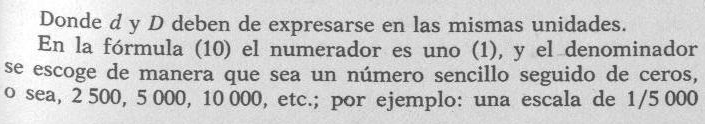 Donde d y D deben de expresarse en las mismas unidades.
En la fórmula (10) el numerador es uno (1), y el denominador
se escoge de manera que sea un número sencillo seguido de ceros,
o sea, 2 500, 5 000, 10 000, etc.; por ejemplo: una escala de 1/5 000